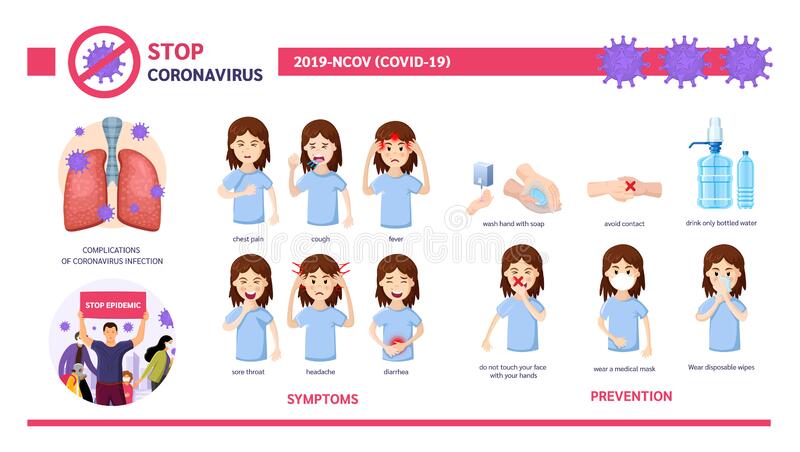 STOP
CORONAVIRUS
2019-NCOV (COVID-19)
COMPLICATIONS
OF CORONAVIRUS INFECTION
STOP EPIDEMIC
chest pain
cough
fever
sore throat
headache
diarrhea
SYMPTOMS
wash hand with soap
avoid contact
drink only bottled water
do not touch your face
with your hands
wear a medical mask
Wear disposable wipes
PREVENTION